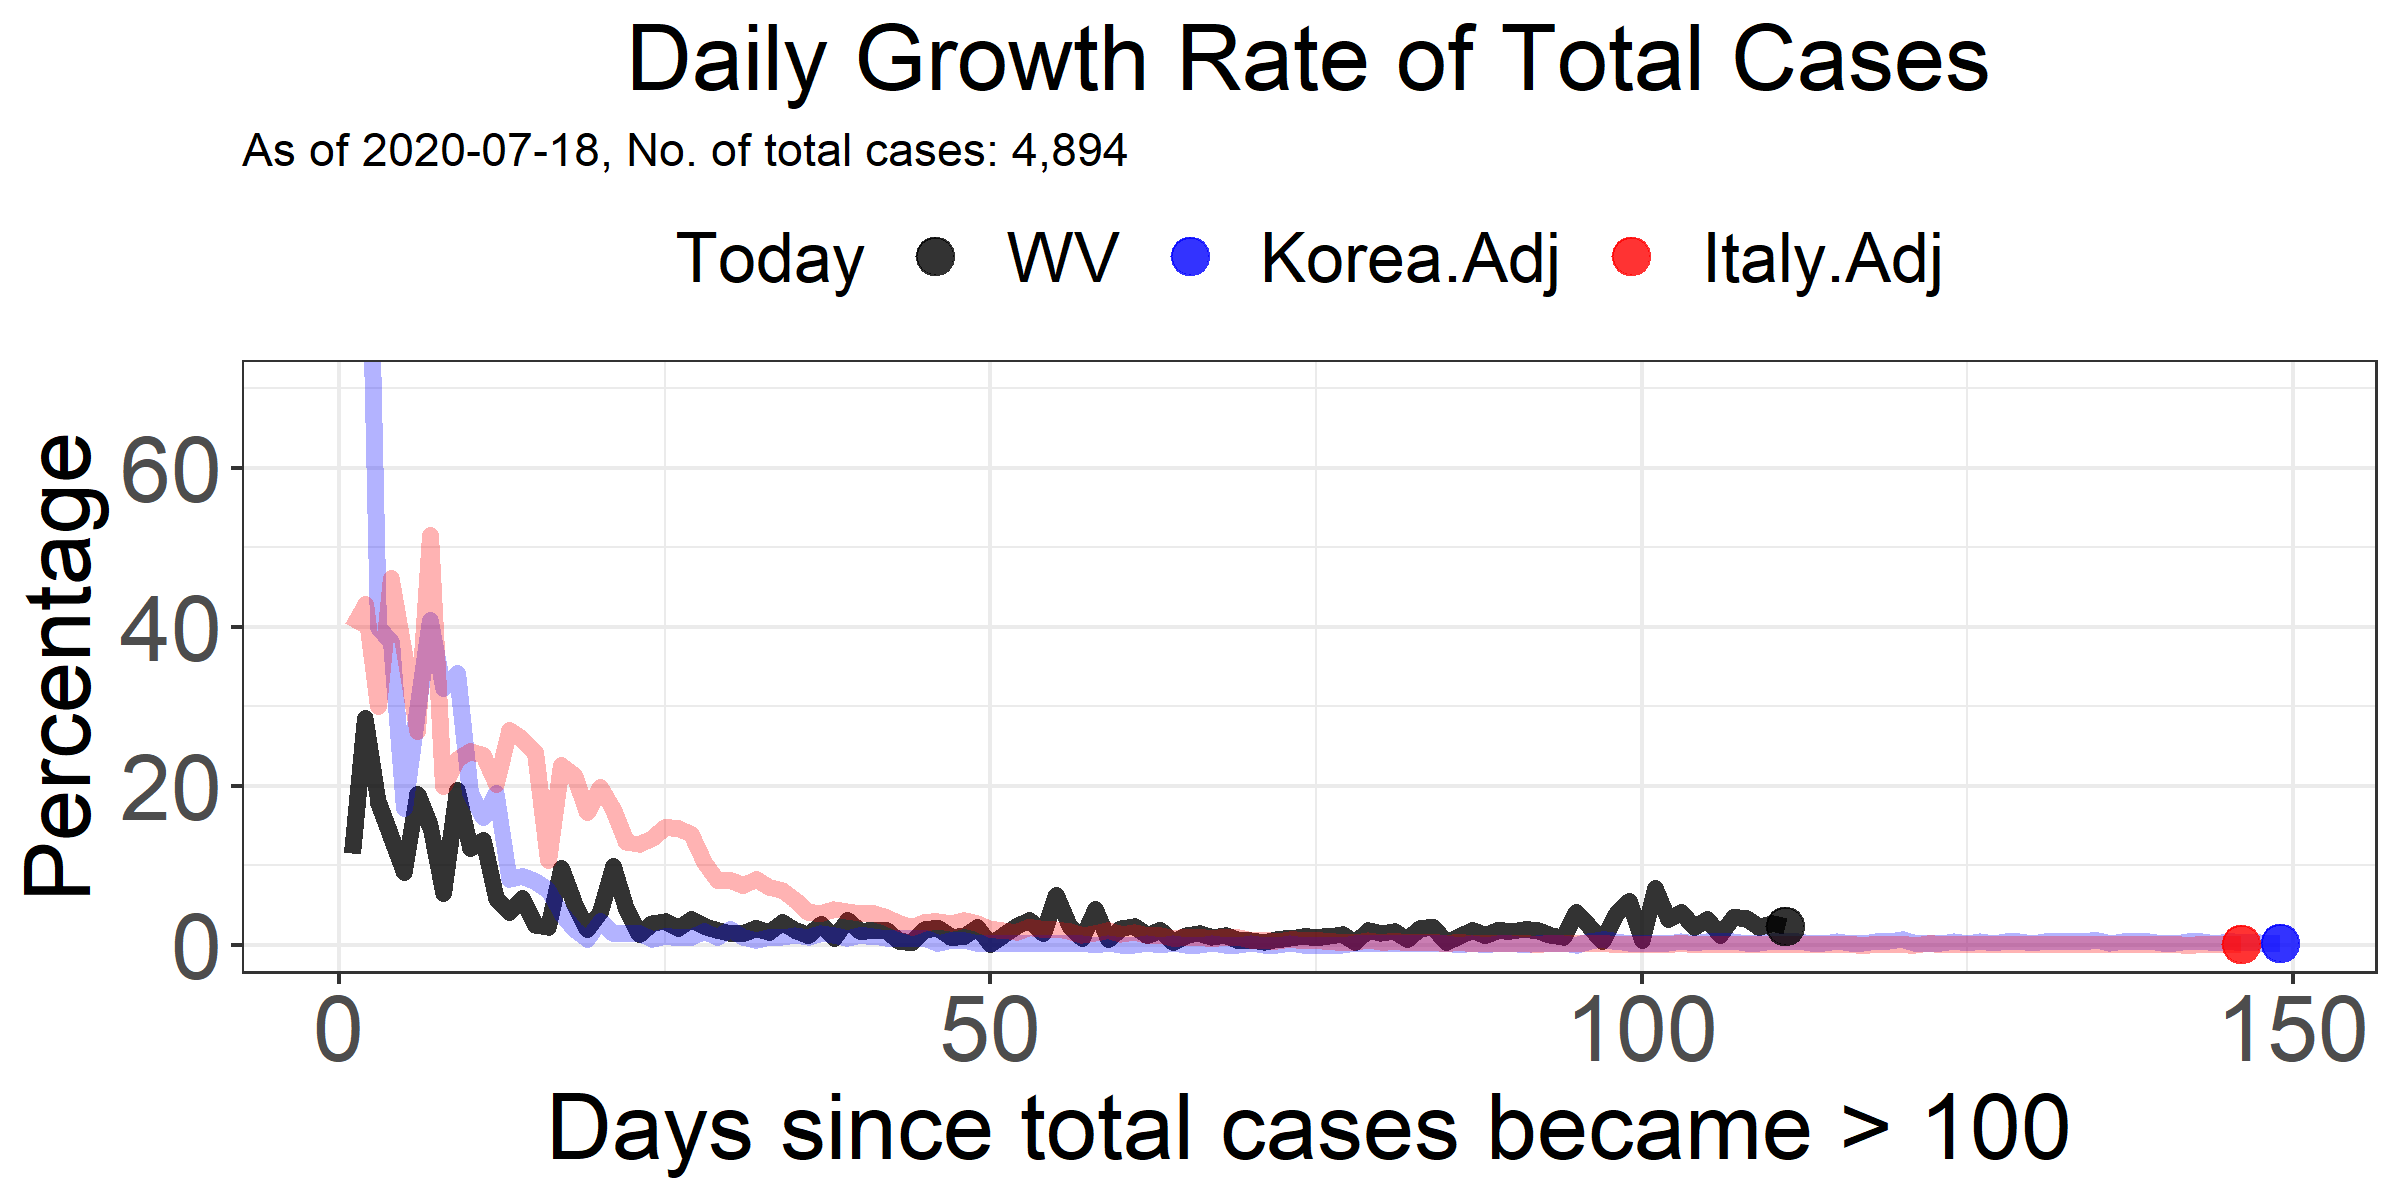 Daily Growth Rate of Total Cases
As of 2020-07-18, No. of total cases: 4,894
Today WV Korea.Adj Italy.Adj
Percentage
60
40
20
0
0 50 100 150
Days since total cases became > 100